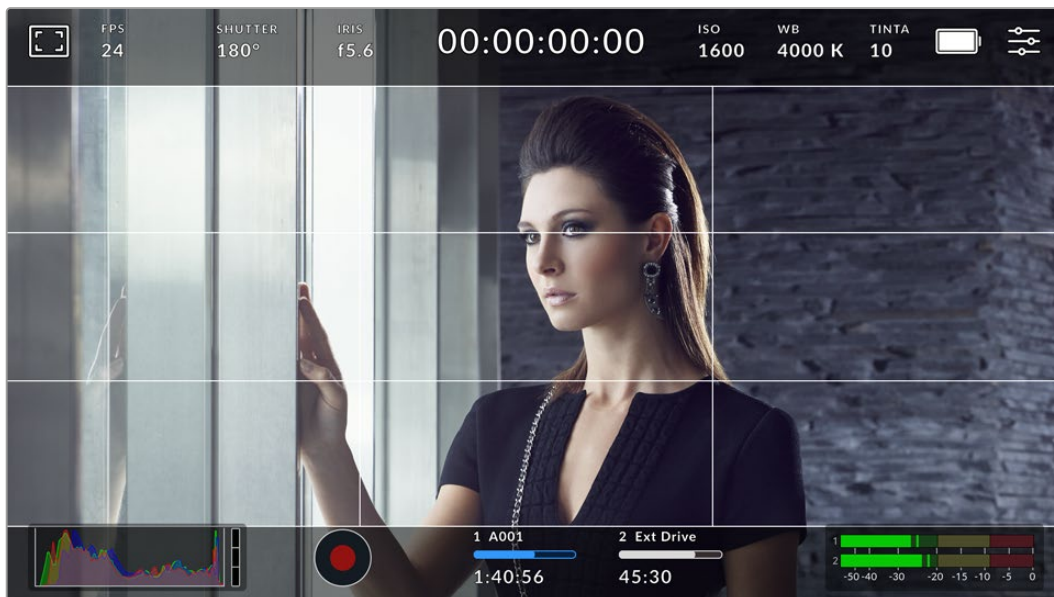 FPS
24
SHUTTER
180°
IRIS
f5.6
00:00:00:00
ISO
1600
WB
4000 K
TINTA
10
1 A001
1:40:56
2 Ext Drive
45:30
1
2
-50 -40 -30 -20 -15 -10 -5 0